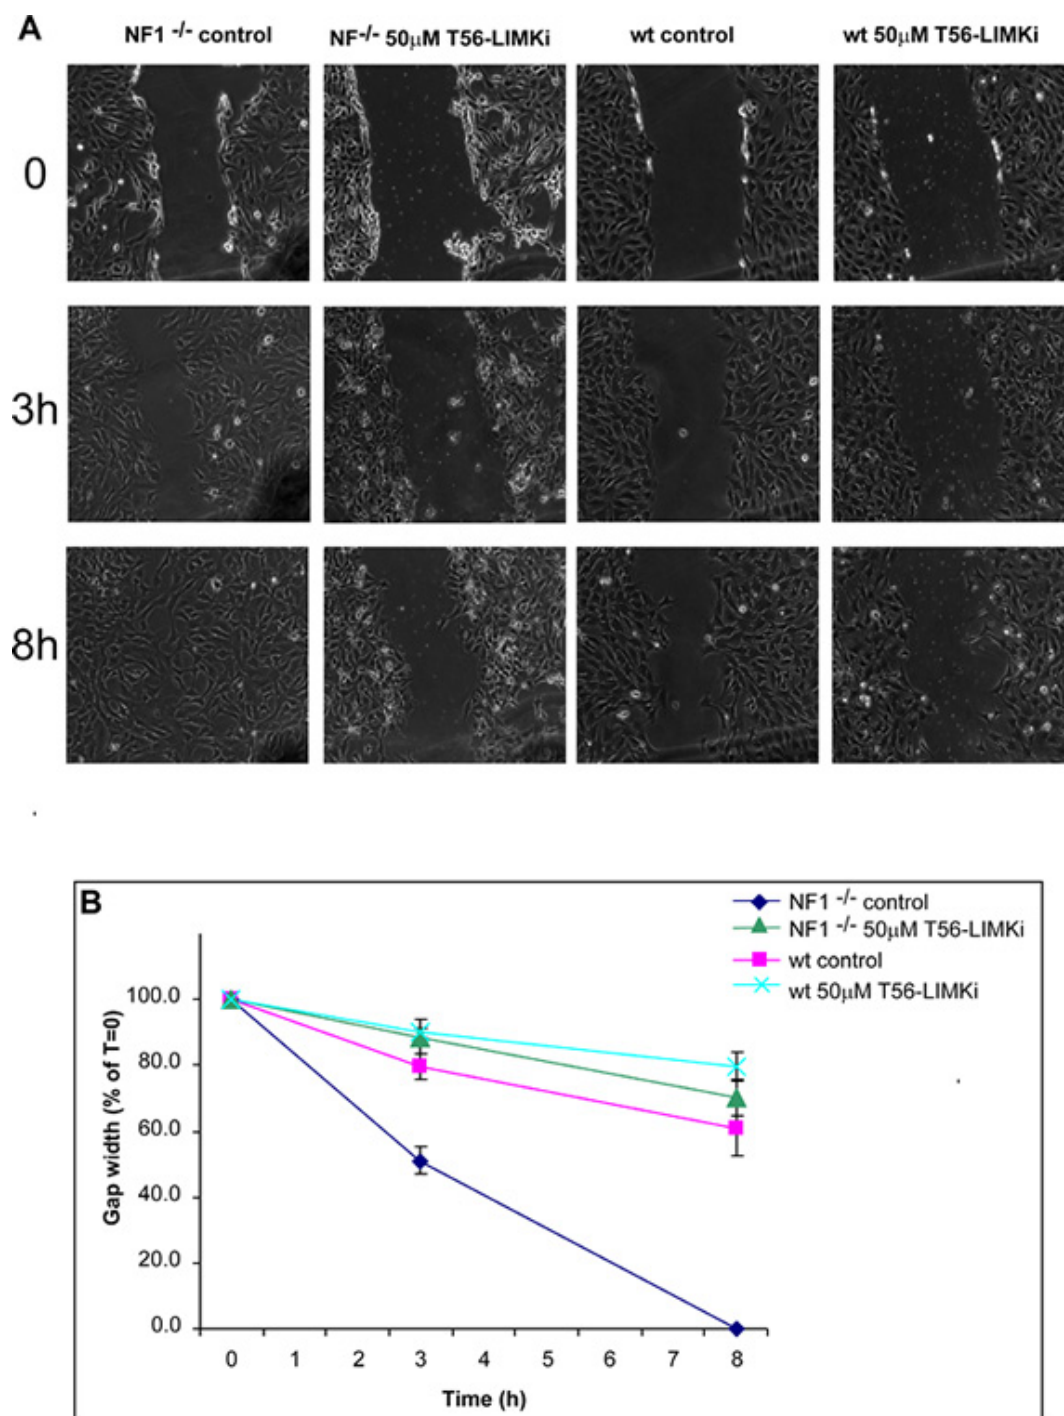 A
NF1 -/- control
NF-/- 50μM T56-LIMKi
wt control
wt 50μM T56-LIMKi
0
3h
8h
B
NF1 -/- control
NF1 -/- 50μM T56-LIMKi
wt control
wt 50μM T56-LIMKi
Gap width (% of T=0)
100.0
80.0
60.0
40.0
20.0
0.0
0 1 2 3 4 5 6 7 8
Time (h)